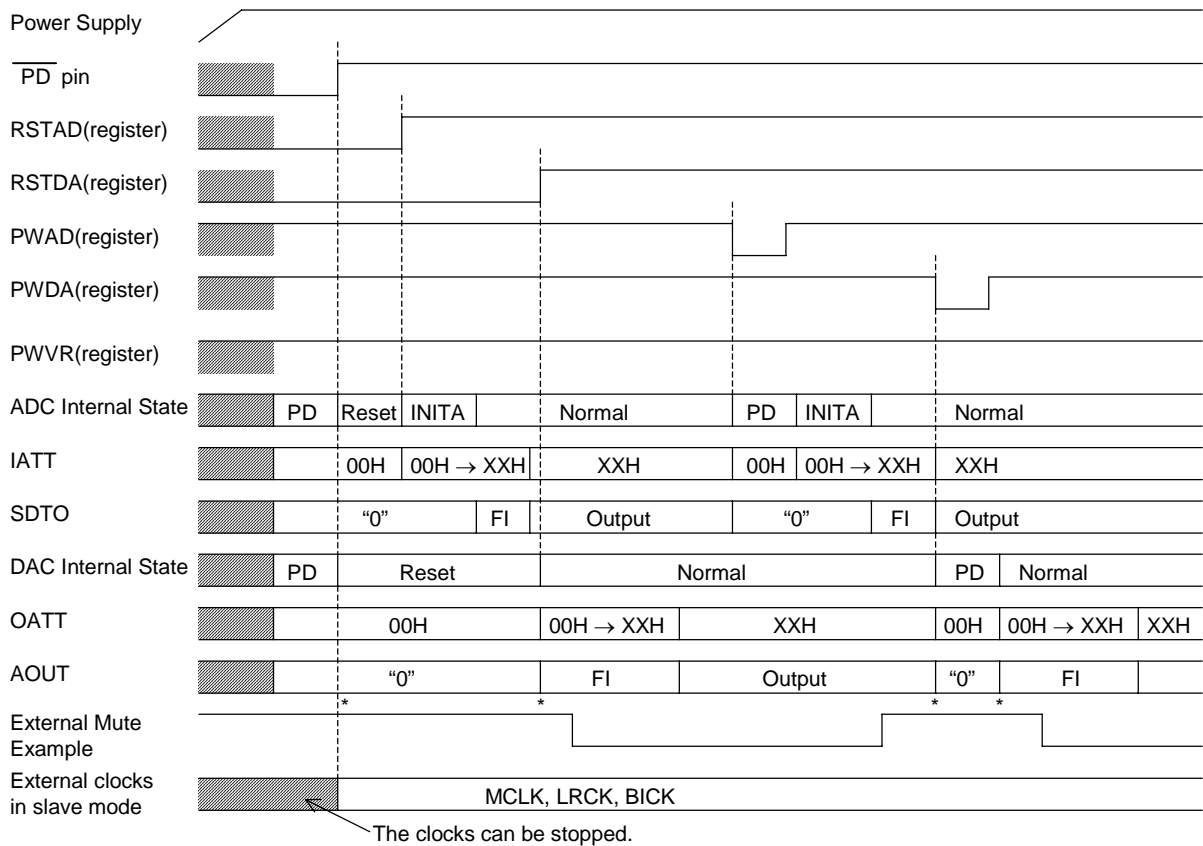 Power Supply
PD pin
RSTAD(register)
RSTDA(register)
PWAD(register)
PWDA(register)
PWVR(register)
ADC Internal State PD Reset INITA Normal PD INITA Normal
IATT 00H 00H → XXH XXH 00H 00H → XXH XXH
SDTO “0” FI Output “0” FI Output
DAC Internal State PD Reset Normal PD Normal
OATT 00H 00H → XXH XXH 00H 00H → XXH XXH
AOUT “0” FI Output “0” FI
* * * *
External Mute
Example
External clocks
in slave mode
MCLK, LRCK, BICK
The clocks can be stopped.